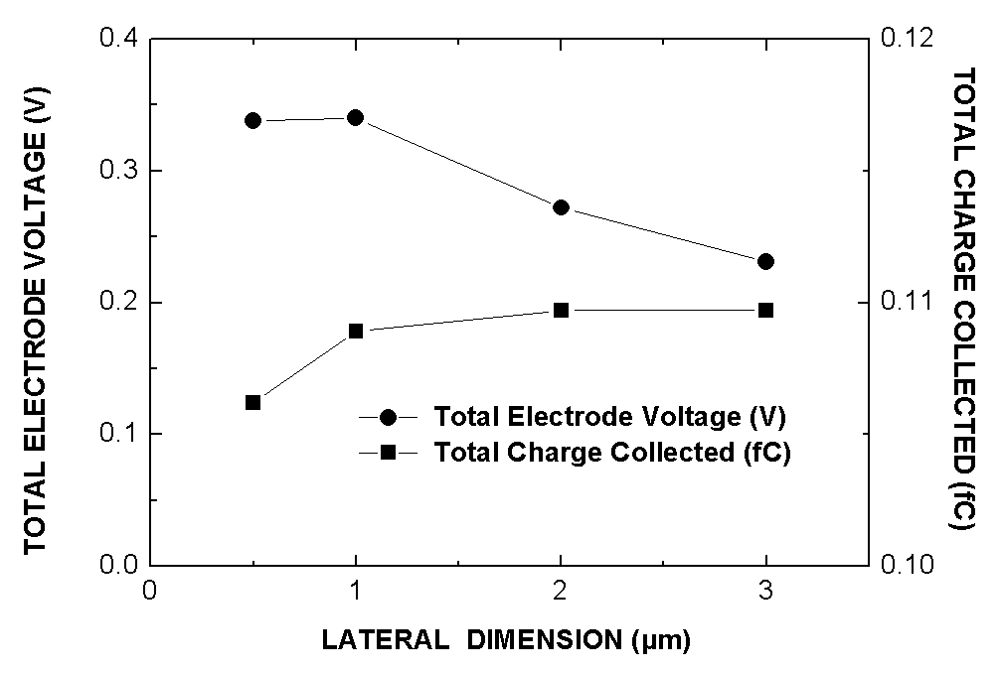 0.4
0.3
0.2
0.1
0.0
TOTAL ELECTRODE VOLTAGE (V)
0.12
0.11
0.10
TOTAL CHARGE COLLECTED (fC)
Total Electrode Voltage (V)
Total Charge Collected (fC)
0 1 2 3
LATERAL DIMENSION (µm)